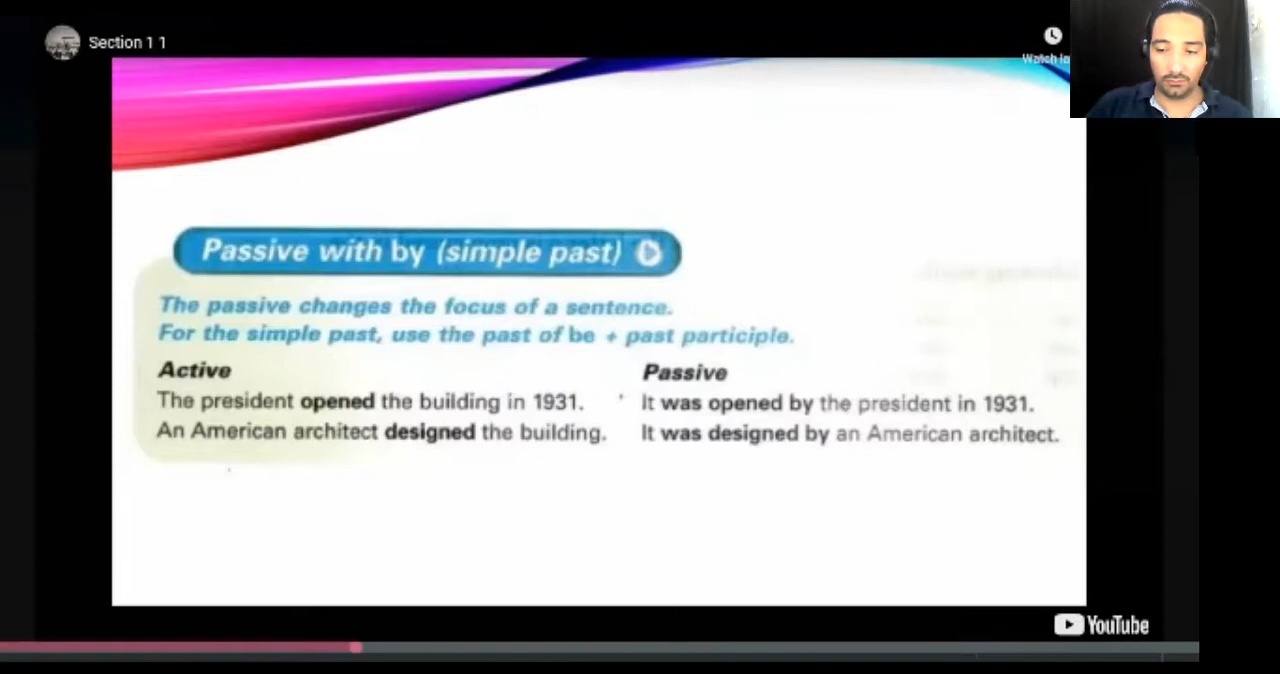 Section 1 1
Passive with by (simple past)
The passive changes the focus of a sentence.
For the simple past, use the past of be + past participle.
Active
Passive
The president opened the building in 1931.
It was opened by the president in 1931.
An American architect designed the building.
It was designed by an American architect.
YouTube